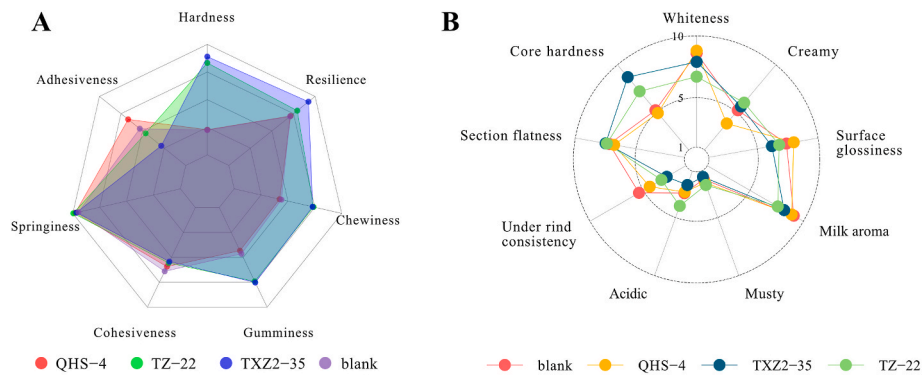 A
Hardness
Adhesiveness
Resilience
Springiness
Chewiness
Cohesiveness
Gumminess
QHS−4
TZ−22
TXZ2−35
blank
B
Whiteness
10
Core hardness
Creamy
5
Section flatness
1
Surface
glossiness
Under rind
consistency
Milk aroma
Acidic
Musty
blank
QHS−4
TXZ2−35
TZ−22